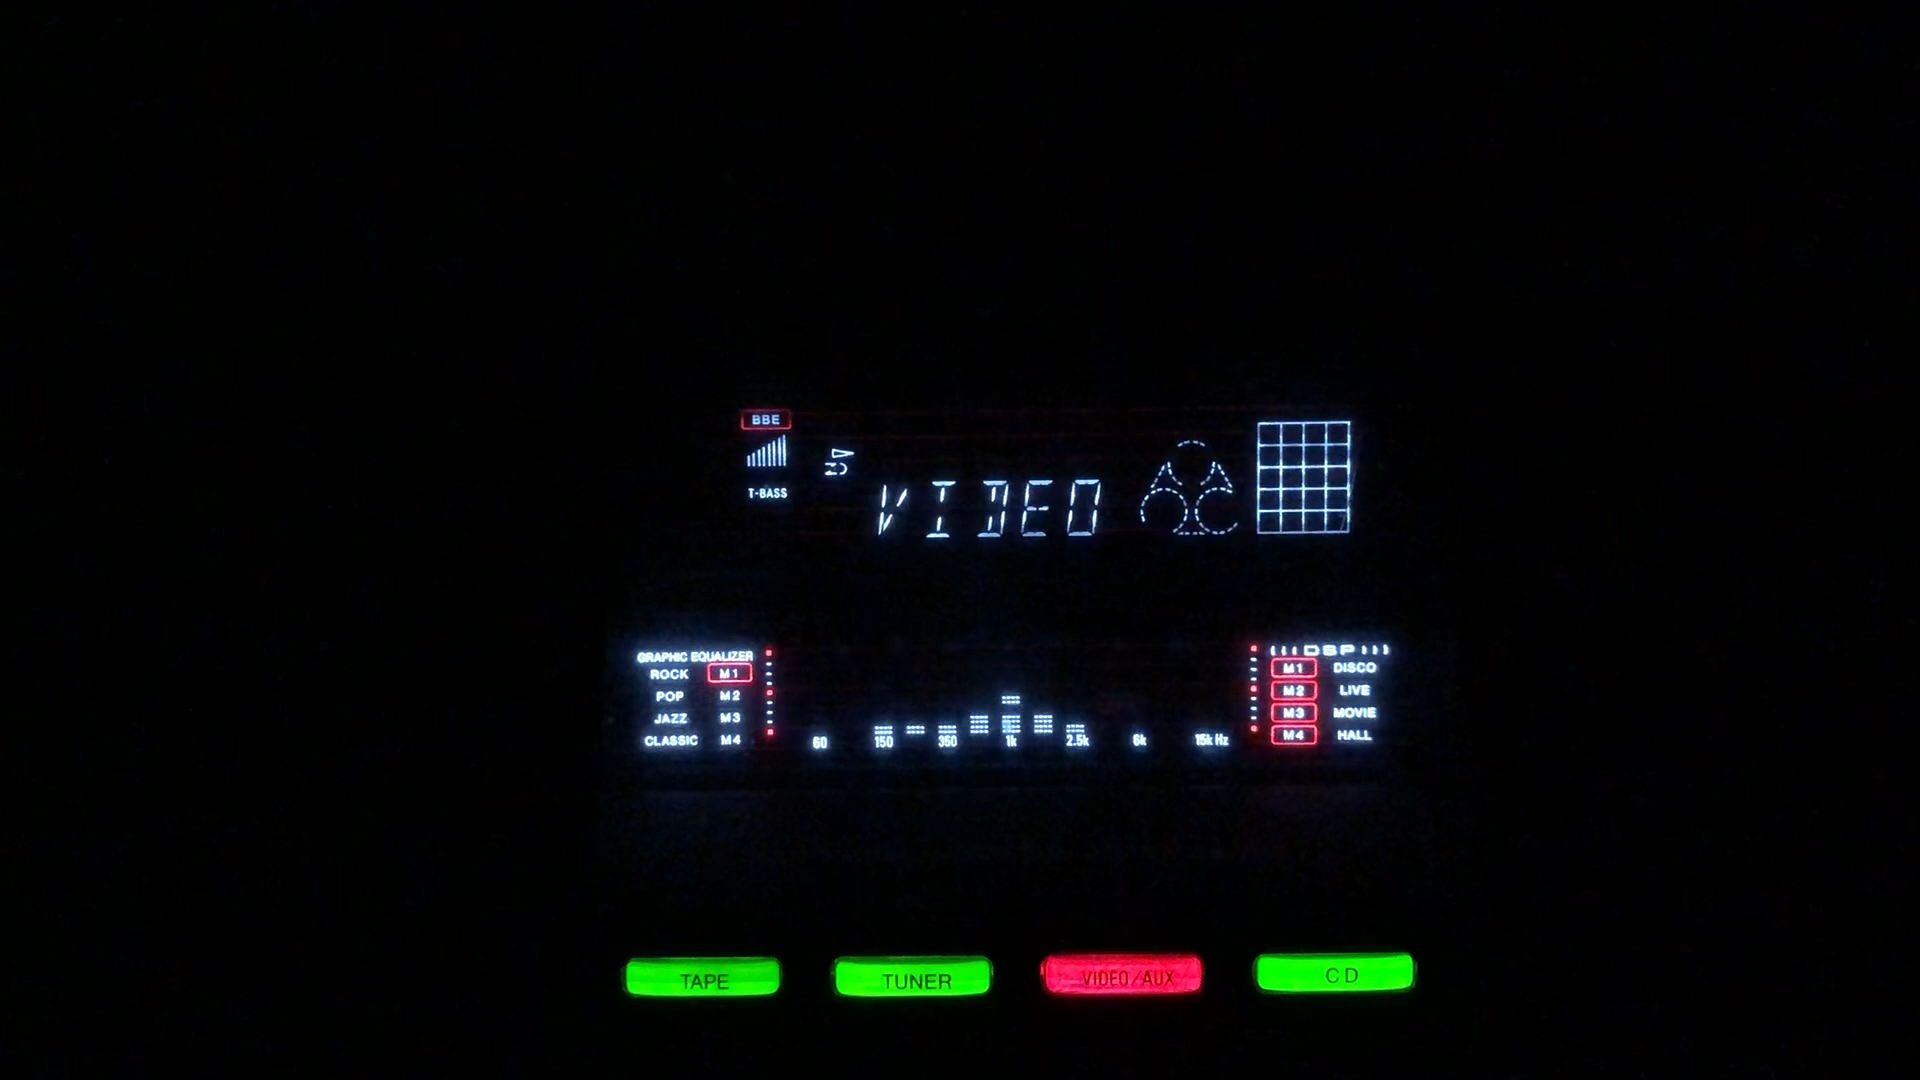 BBE
T-BASS
VIDEO
GRAPHIC EQUALIZER
ROCK M1
POP M2
JAZZ M3
CLASSIC M4
60 150 350 1k 2.5k 6k 15k Hz
DSP
M1 DISCO
M2 LIVE
M3 MOVIE
M4 HALL
TAPE
TUNER
VIDEO/AUX
CD